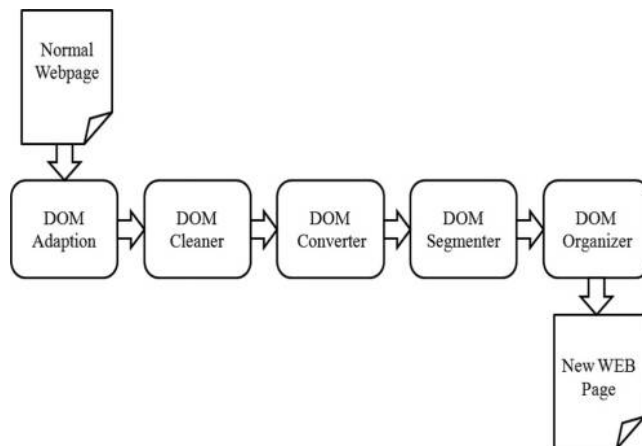 Normal
Webpage
DOM
Adaption
DOM
Cleaner
DOM
Converter
DOM
Segmenter
DOM
Organizer
New WEB
Page